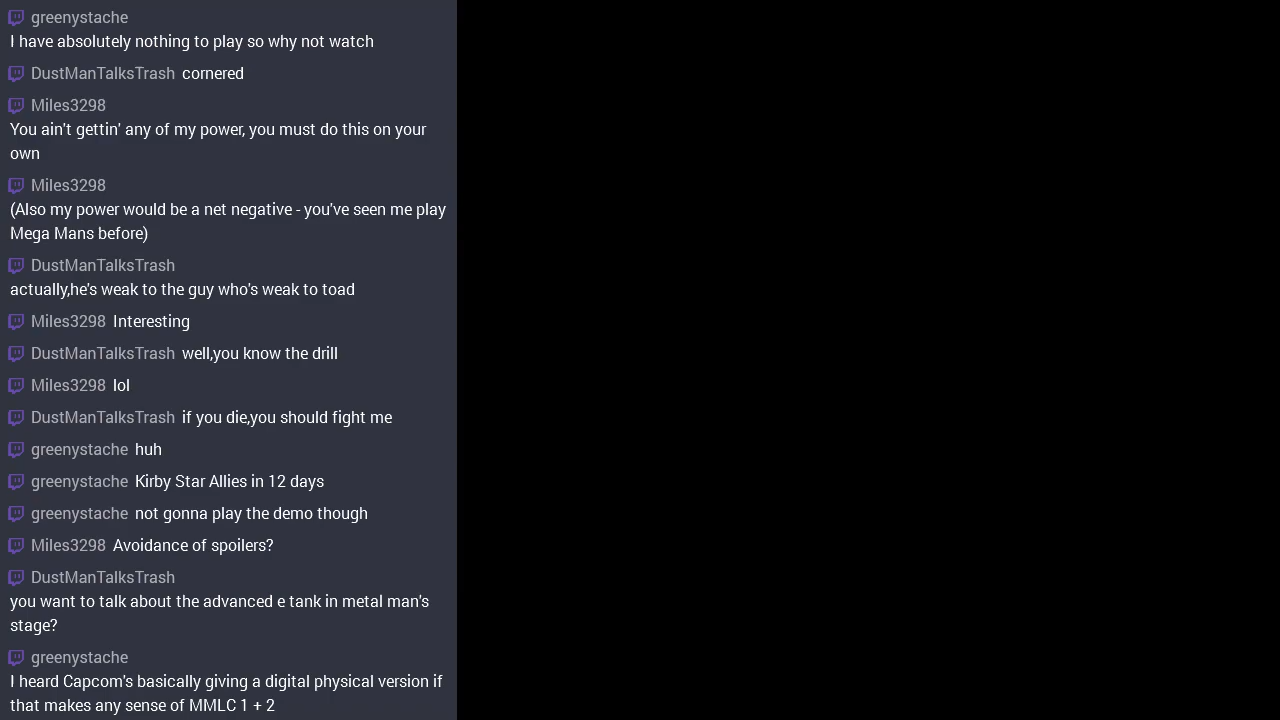 greenystache
I have absolutely nothing to play so why not watch
DustManTalksTrash cornered
Miles3298
You ain't gettin' any of my power, you must do this on your
own
Miles3298
(Also my power would be a net negative - you've seen me play
Mega Mans before)
DustManTalksTrash
actually,he's weak to the guy who's weak to toad
Miles3298 Interesting
DustManTalksTrash well,you know the drill
Miles3298 lol
DustManTalksTrash if you die,you should fight me
greenystache huh
greenystache Kirby Star Allies in 12 days
greenystache not gonna play the demo though
Miles3298 Avoidance of spoilers?
DustManTalksTrash
you want to talk about the advanced e tank in metal man's
stage?
greenystache
I heard Capcom's basically giving a digital physical version if
that makes any sense of MMLC 1 + 2